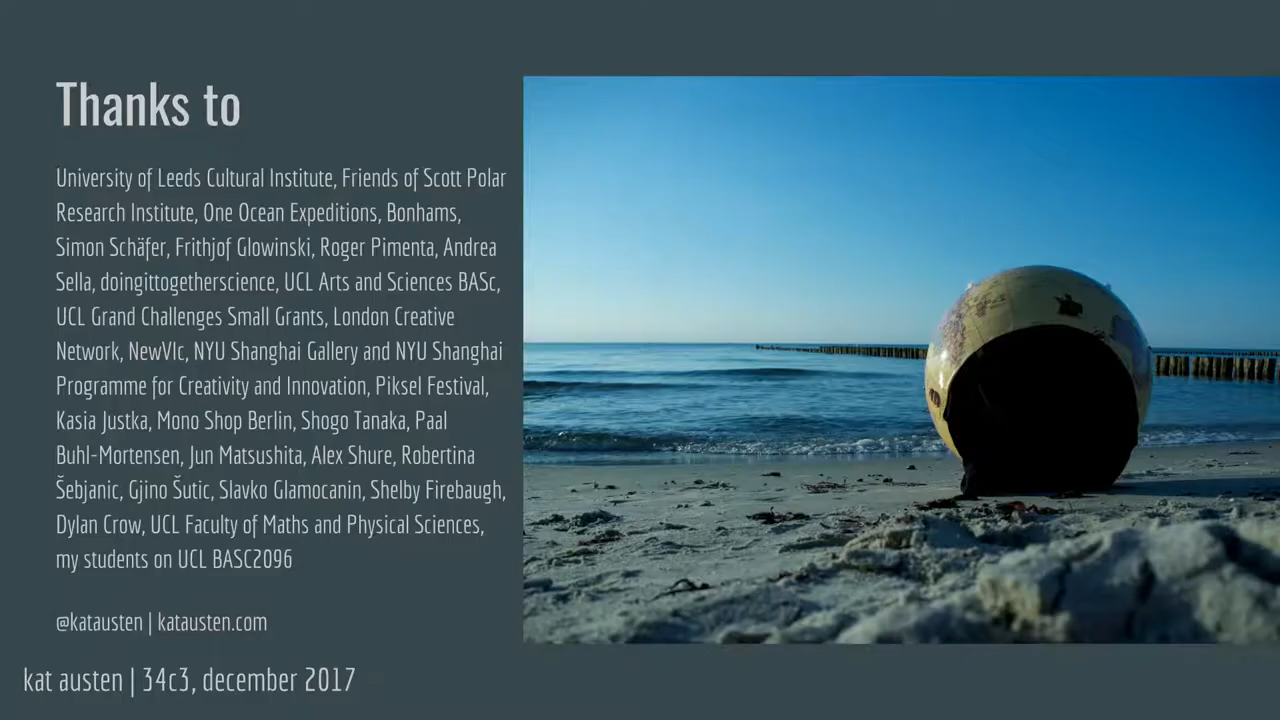 Thanks to
University of Leeds Cultural Institute, Friends of Scott Polar
Research Institute, One Ocean Expeditions, Bonhams,
Simon Schäfer, Frithjof Glowinski, Roger Pimenta, Andrea
Sella, doingittogetherscience, UCL Arts and Sciences BASc,
UCL Grand Challenges Small Grants, London Creative
Network, NewVIc, NYU Shanghai Gallery and NYU Shanghai
Programme for Creativity and Innovation, Piksel Festival,
Kasia Justka, Mono Shop Berlin, Shogo Tanaka, Paal
Buhl-Mortensen, Jun Matsushita, Alex Shure, Robertina
Šebjanic, Gjino Šutic, Slavko Glamocanin, Shelby Firebaugh,
Dylan Crow, UCL Faculty of Maths and Physical Sciences,
my students on UCL BASC2096
@katausten | katausten.com
kat austen | 34c3, december 2017